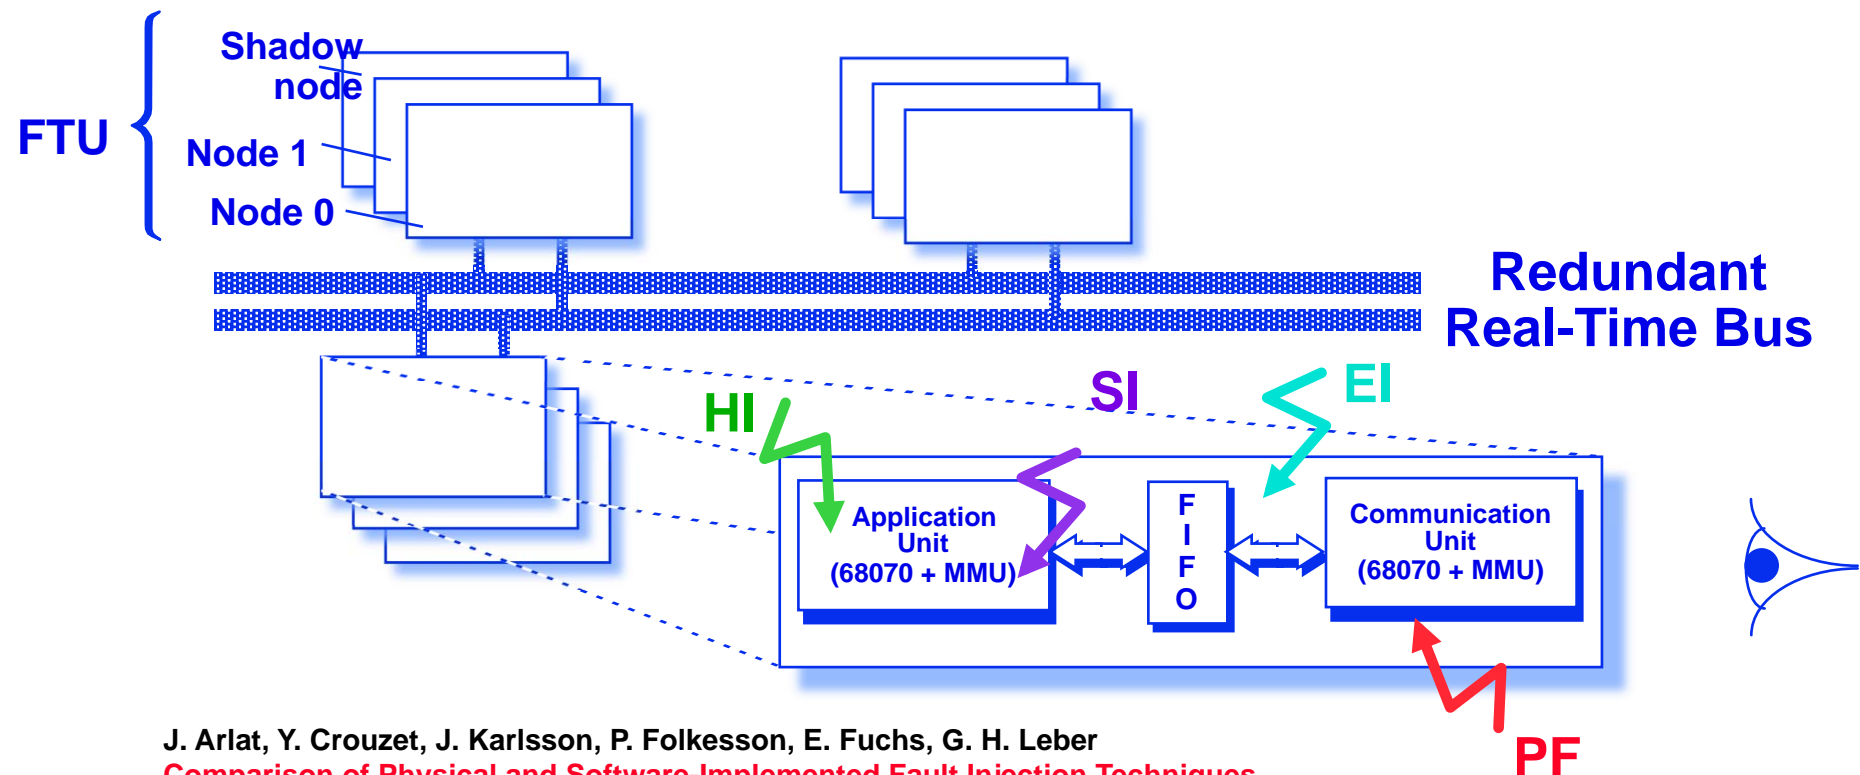 Shadow
node
FTU
Node 1
Node 0
Redundant
Real-Time Bus
HI
SI
EI
Application
Unit
(68070 + MMU)
F
I
F
O
Communication
Unit
(68070 + MMU)
PF
J. Arlat, Y. Crouzet, J. Karlsson, P. Folkesson, E. Fuchs, G. H. Leber
Comparison of Physical and Software-Implemented Fault Injection Techniques